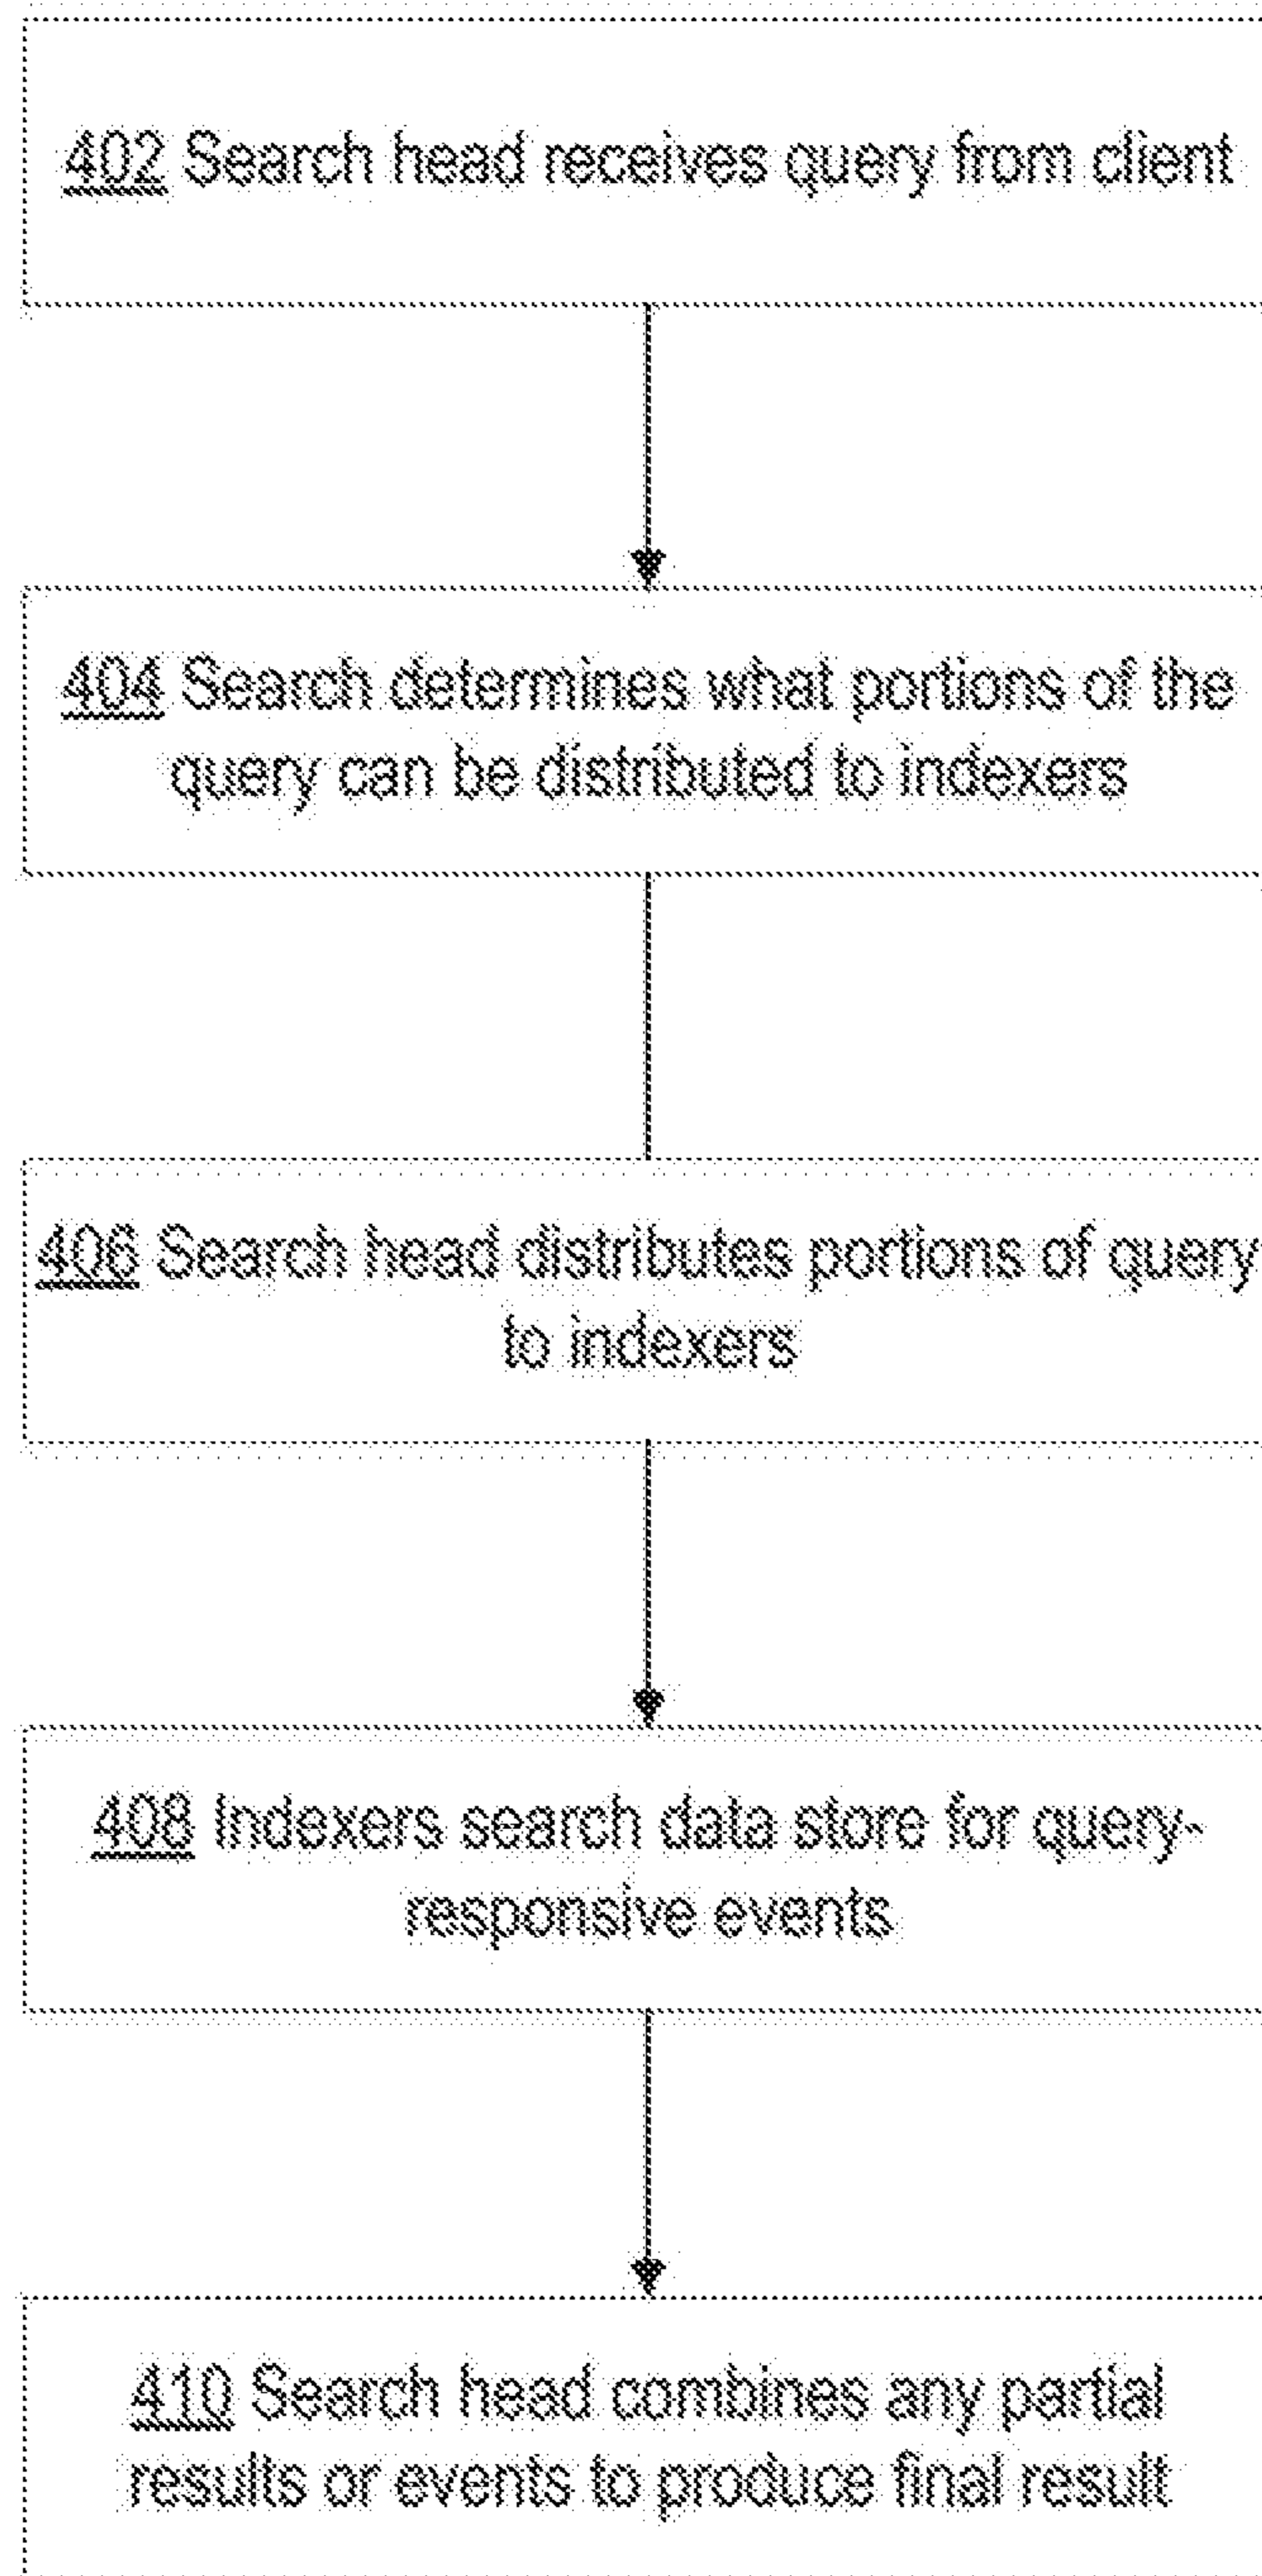 402 Search head receives query from client
404 Search determines what portions of the
query can be distributed to indexers
406 Search head distributes portions of query
to indexers
408 Indexers search data store for query-
responsive events
410 Search head combines any partial
results or events to produce final result